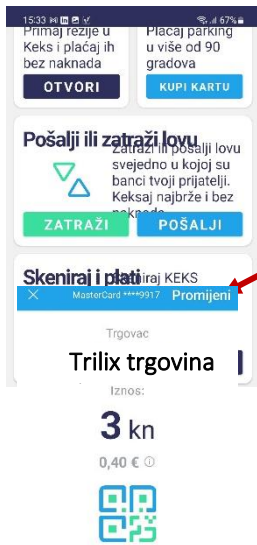 15:33
67%
Primaj režije u
Keks i plaćaj ih
bez naknada
OTVORI
Plaćaj parking
u više od 90
gradova
KUPI KARTU
Pošalji ili zatraži lovu
Zatraži ili pošalji lovu
svejedno u kojoj su
banci tvoji prijatelji.
Keksaj najbrže i bez
naknada
ZATRAŽI
POŠALJI
Skeniraj i plati
Skeniraj KEKS
MasterCard ****9917
Promijeni
Trgovac
Trilix trgovina
Iznos:
3 kn
0,40 €